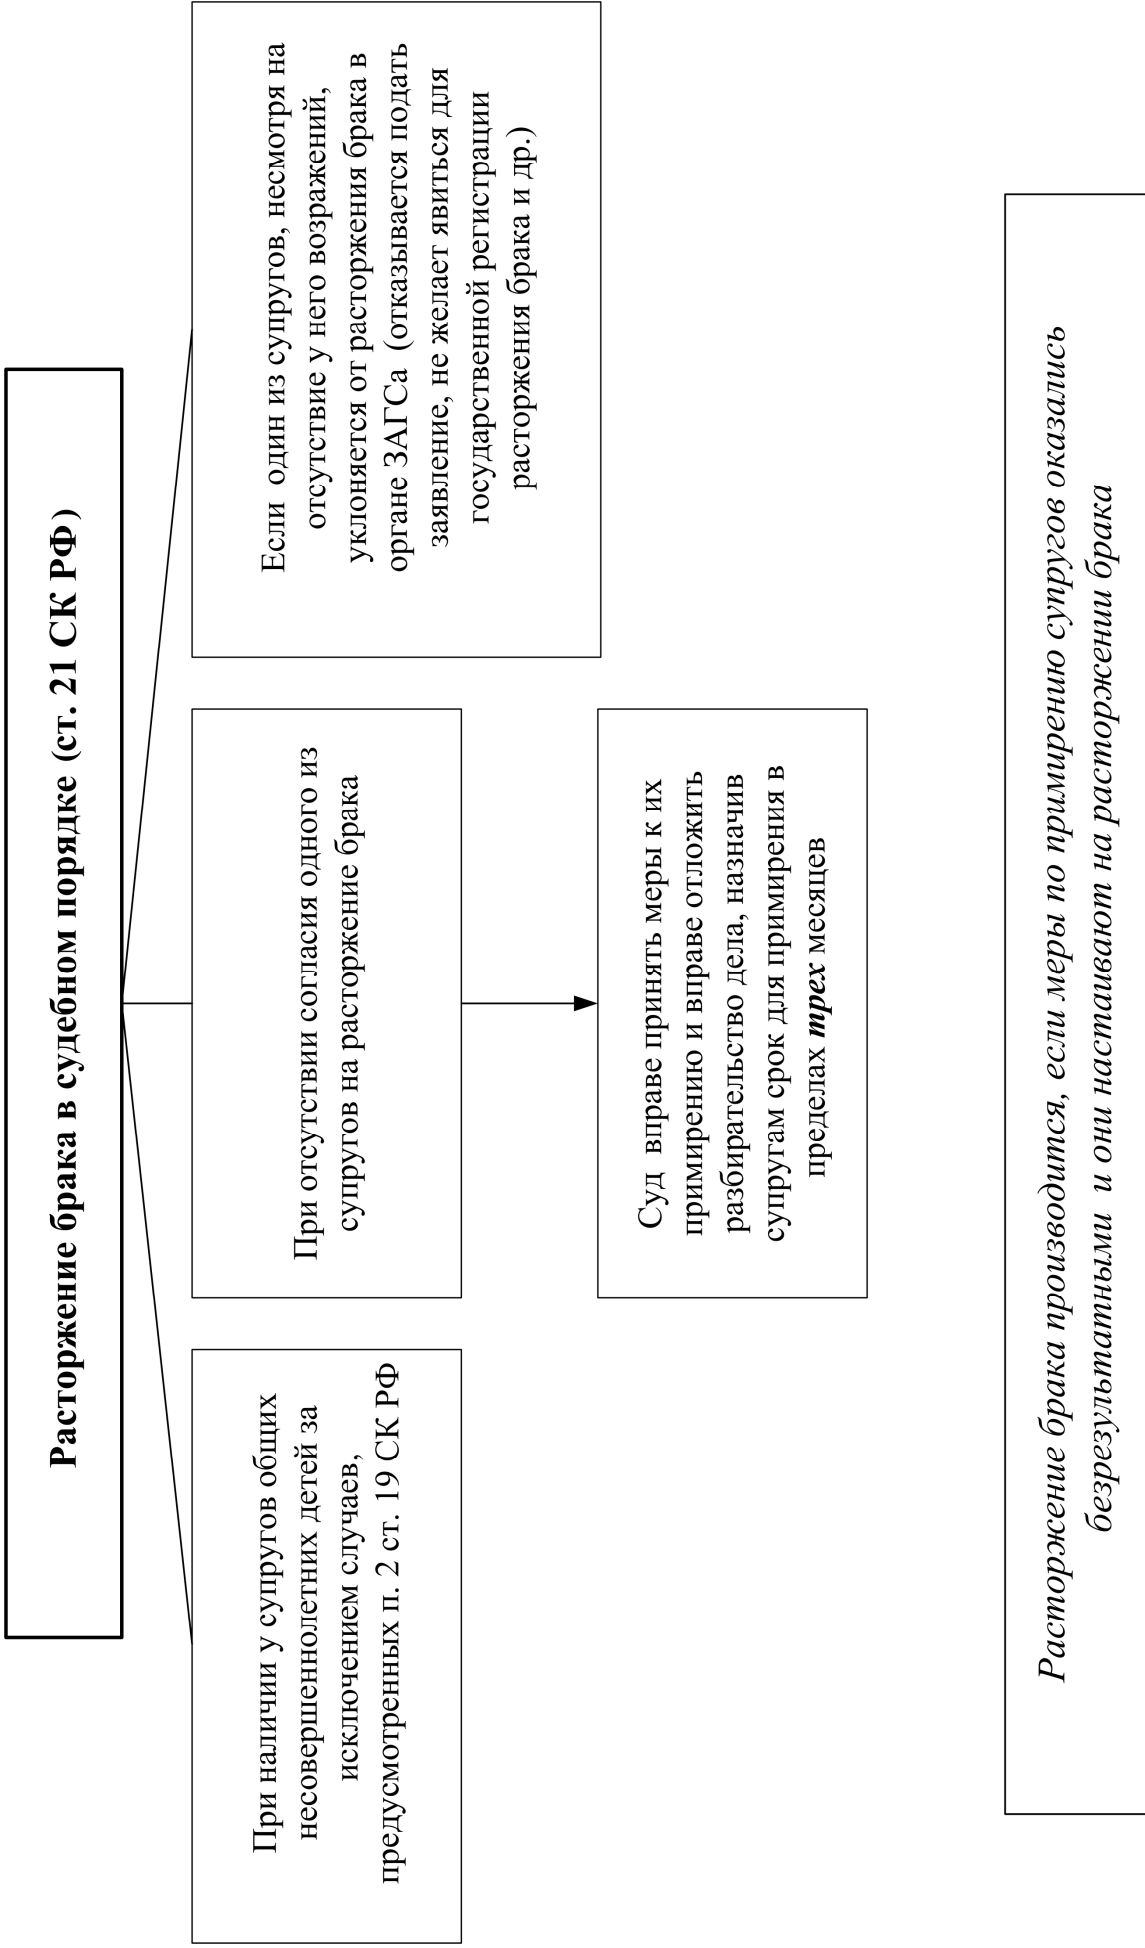 Расторжение брака в судебном порядке (ст. 21 СК РФ)
При наличии у супругов общих
несовершеннолетних детей за
исключением случаев,
предусмотренных п. 2 ст. 19 СК РФ
При отсутствии согласия одного из
супругов на расторжение брака
Если один из супругов, несмотря на
отсутствие у него возражений,
уклоняется от расторжения брака в
органе ЗАГСа (отказывается подать
заявление, не желает явиться для
государственной регистрации
расторжения брака и др.)
Суд вправе принять меры к их
примирению и вправе отложить
разбирательство дела, назначив
супругам срок для примирения в
пределах трех месяцев
Расторжение брака производится, если меры по примирению супругов оказались
безрезультатными и они настаивают на расторжении брака